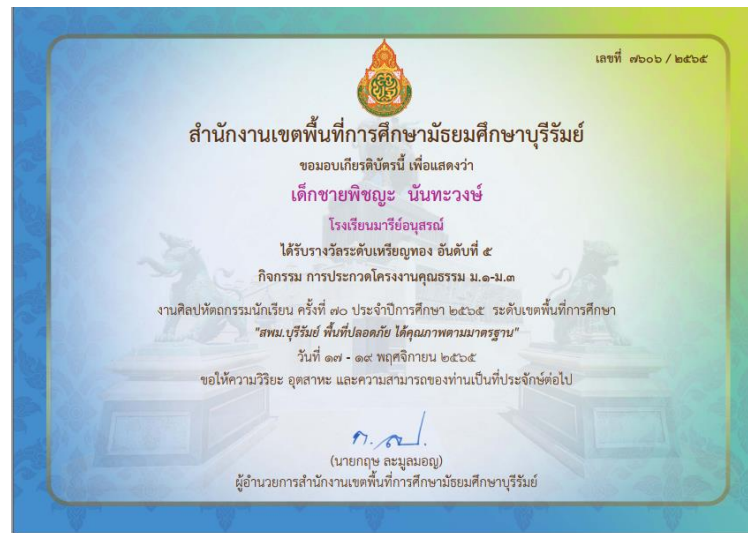 เลขที่ ๗๖๐๖ / ๒๕๖๕
สำนักงานเขตพื้นที่การศึกษามัธยมศึกษาบุรีรัมย์
ขอมอบเกียรติบัตรนี้ เพื่อแสดงว่า
เด็กชายพิชญะ นันทะวงษ์
โรงเรียนมารีย์อนุสรณ์
ได้รับรางวัลระดับเหรียญทอง อันดับที่ ๕
กิจกรรม การประกวดโครงงานคุณธรรม ม.๑-ม.๓
งานศิลปหัตถกรรมนักเรียน ครั้งที่ ๗๐ ประจำปีการศึกษา ๒๕๖๕ ระดับเขตพื้นที่การศึกษา
"สพม.บุรีรัมย์ พื้นที่ปลอดภัย ได้คุณภาพตามมาตรฐาน"
วันที่ ๑๗ - ๑๙ พฤศจิกายน ๒๕๖๕
ขอให้ความวิริยะ อุตสาหะ และความสามารถของท่านเป็นที่ประจักษ์ต่อไป
(นายกฤษ ละมูลมอญ)
ผู้อำนวยการสำนักงานเขตพื้นที่การศึกษามัธยมศึกษาบุรีรัมย์